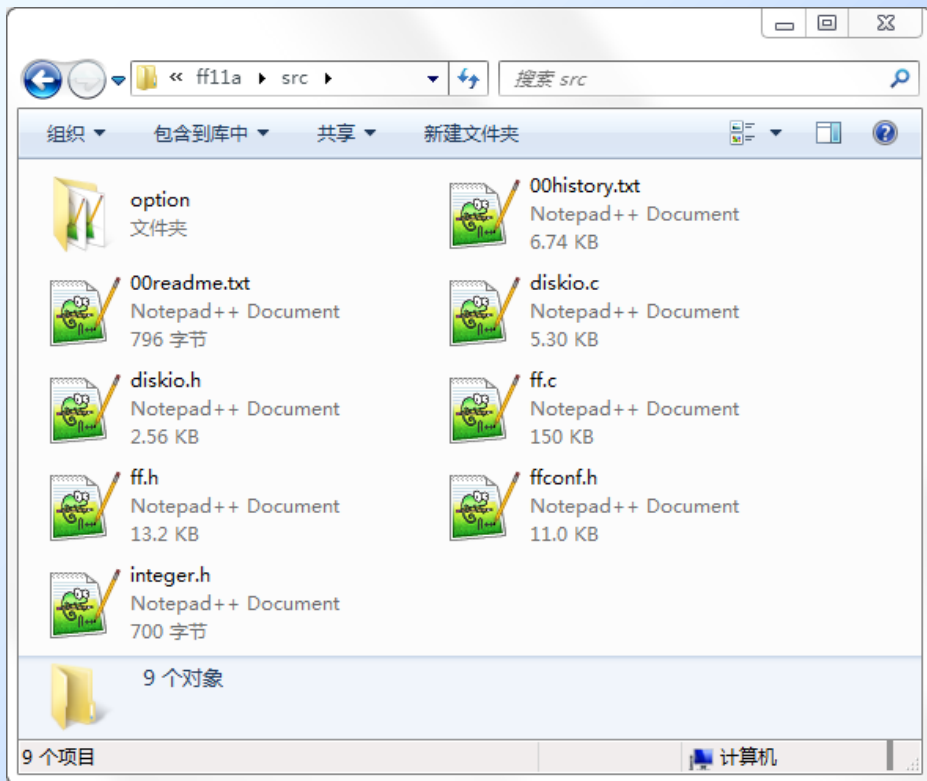 « ff11a src
搜索 src
组织 包含到库中 共享 新建文件夹
option
文件夹
00history.txt
Notepad++ Document
6.74 KB
00readme.txt
Notepad++ Document
796 字节
diskio.c
Notepad++ Document
5.30 KB
diskio.h
Notepad++ Document
2.56 KB
ff.c
Notepad++ Document
150 KB
ff.h
Notepad++ Document
13.2 KB
ffconf.h
Notepad++ Document
11.0 KB
integer.h
Notepad++ Document
700 字节
9 个对象
9 个项目
计算机